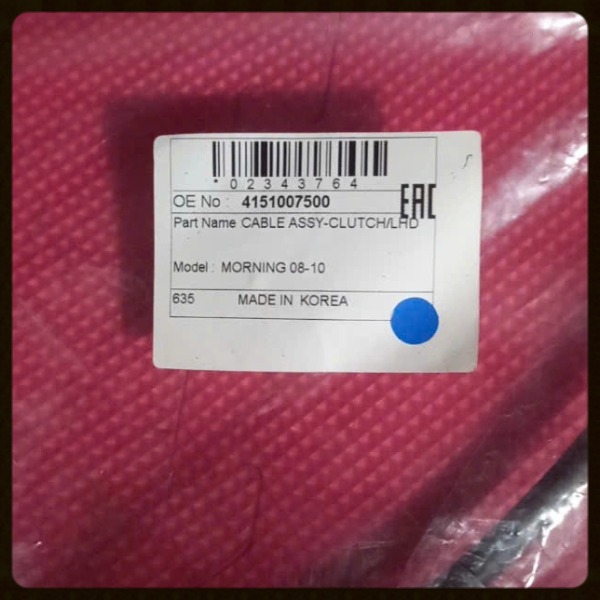 *02343764
OE No : 4151007500
EAC
Part Name CABLE ASSY-CLUTCH/LHD
Model : MORNING 08-10
635 MADE IN KOREA